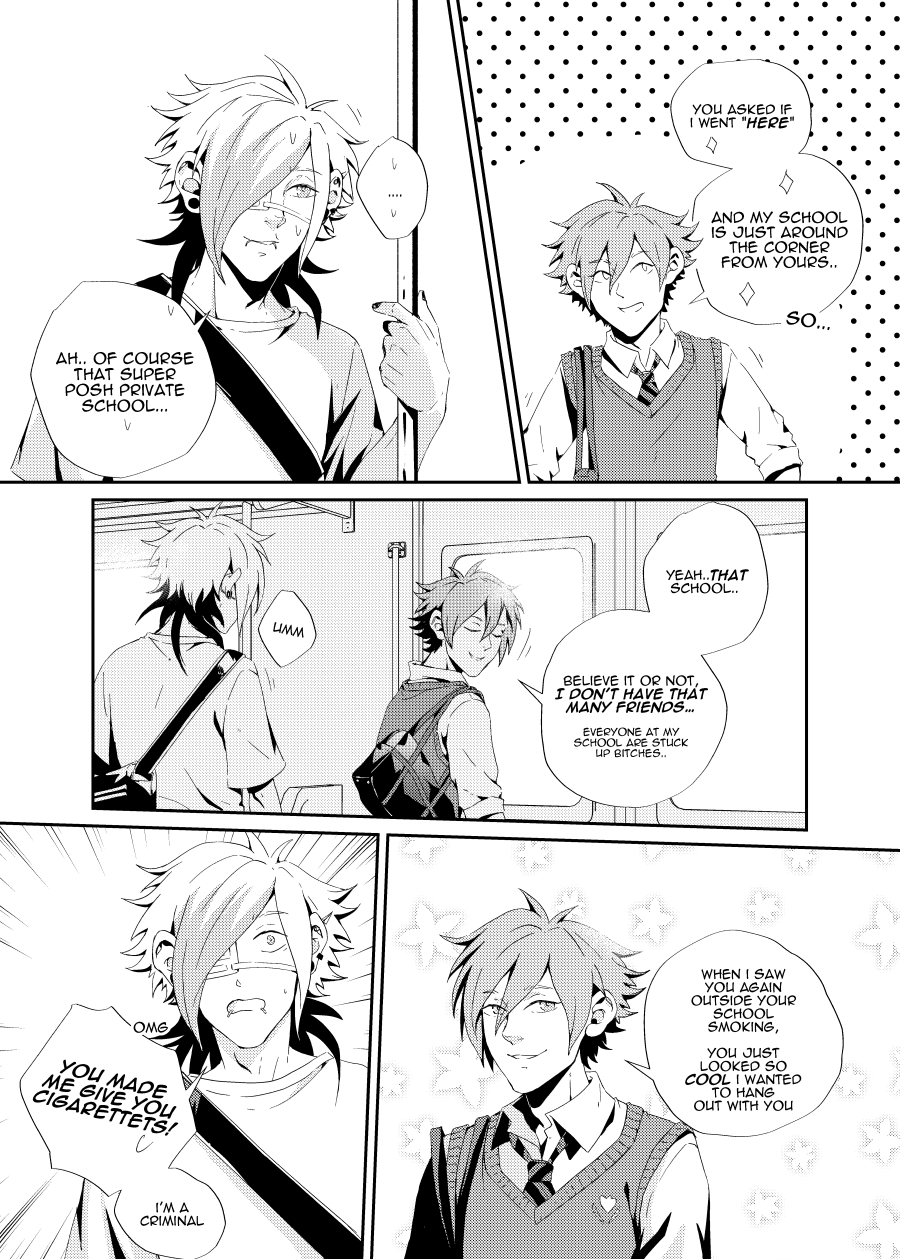 ....
AH.. OF COURSE
THAT SUPER
POSH PRIVATE
SCHOOL...
YOU ASKED IF
I WENT "HERE"
AND MY SCHOOL
IS JUST AROUND
THE CORNER
FROM YOURS..
SO...
UMM
YEAH..THAT
SCHOOL..
BELIEVE IT OR NOT,
I DON'T HAVE THAT
MANY FRIENDS...
EVERYONE AT MY
SCHOOL ARE STUCK
UP BITCHES..
OMG
YOU MADE
ME GIVE YOU
CIGARETTETS!
I'M A
CRIMINAL
WHEN I SAW
YOU AGAIN
OUTSIDE YOUR
SCHOOL
SMOKING,
YOU JUST
LOOKED SO
COOL I WANTED
TO HANG
OUT WITH YOU